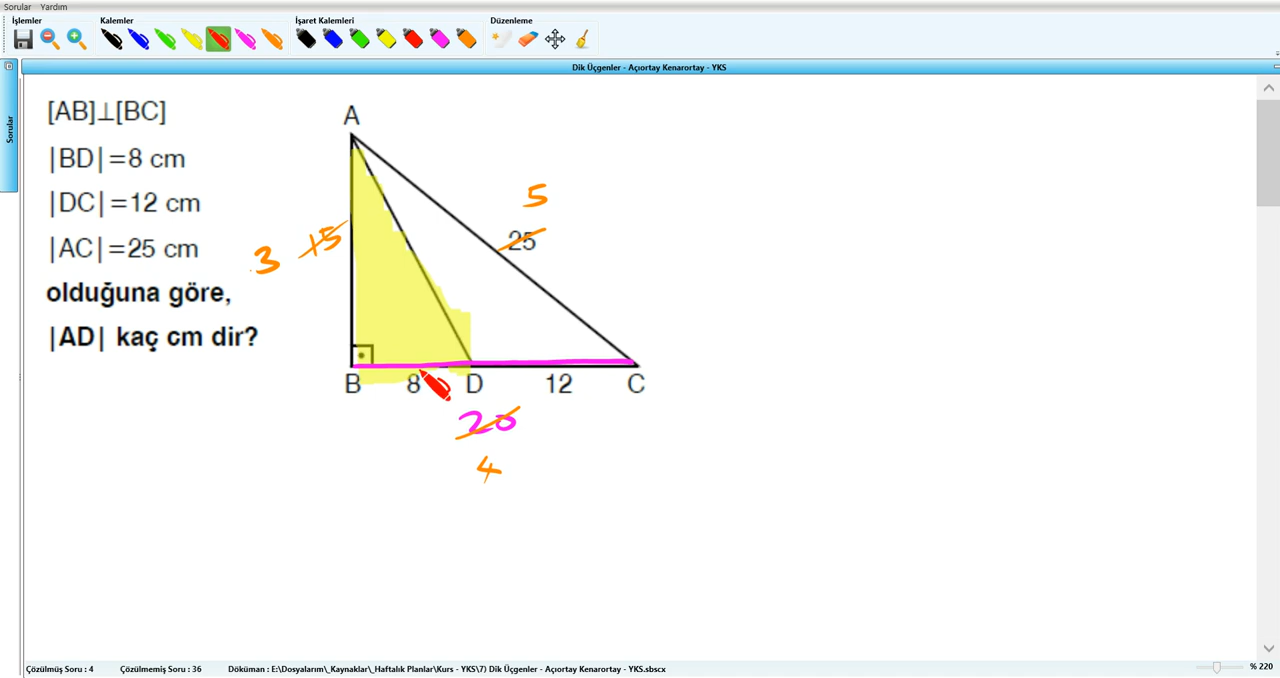 Sorular Yardım
İşlemler Kalemler İşaret Kalemleri Düzenleme
Dik Üçgenler - Açıortay Kenarortay - YKS
Sorular
[AB]⊥[BC]
|BD|=8 cm
|DC|=12 cm
|AC|=25 cm
olduğuna göre,
|AD| kaç cm dir?
A
5
25
15
3
B 8 D 12 C
20
4
Çözülmüş Soru : 4 Çözülmemiş Soru : 36 Döküman : E:\Dosyalarım\_Kaynaklar\_Haftalık Planlar\Kurs - YKS\7) Dik Üçgenler - Açıortay Kenarortay - YKS.sbscx % 220